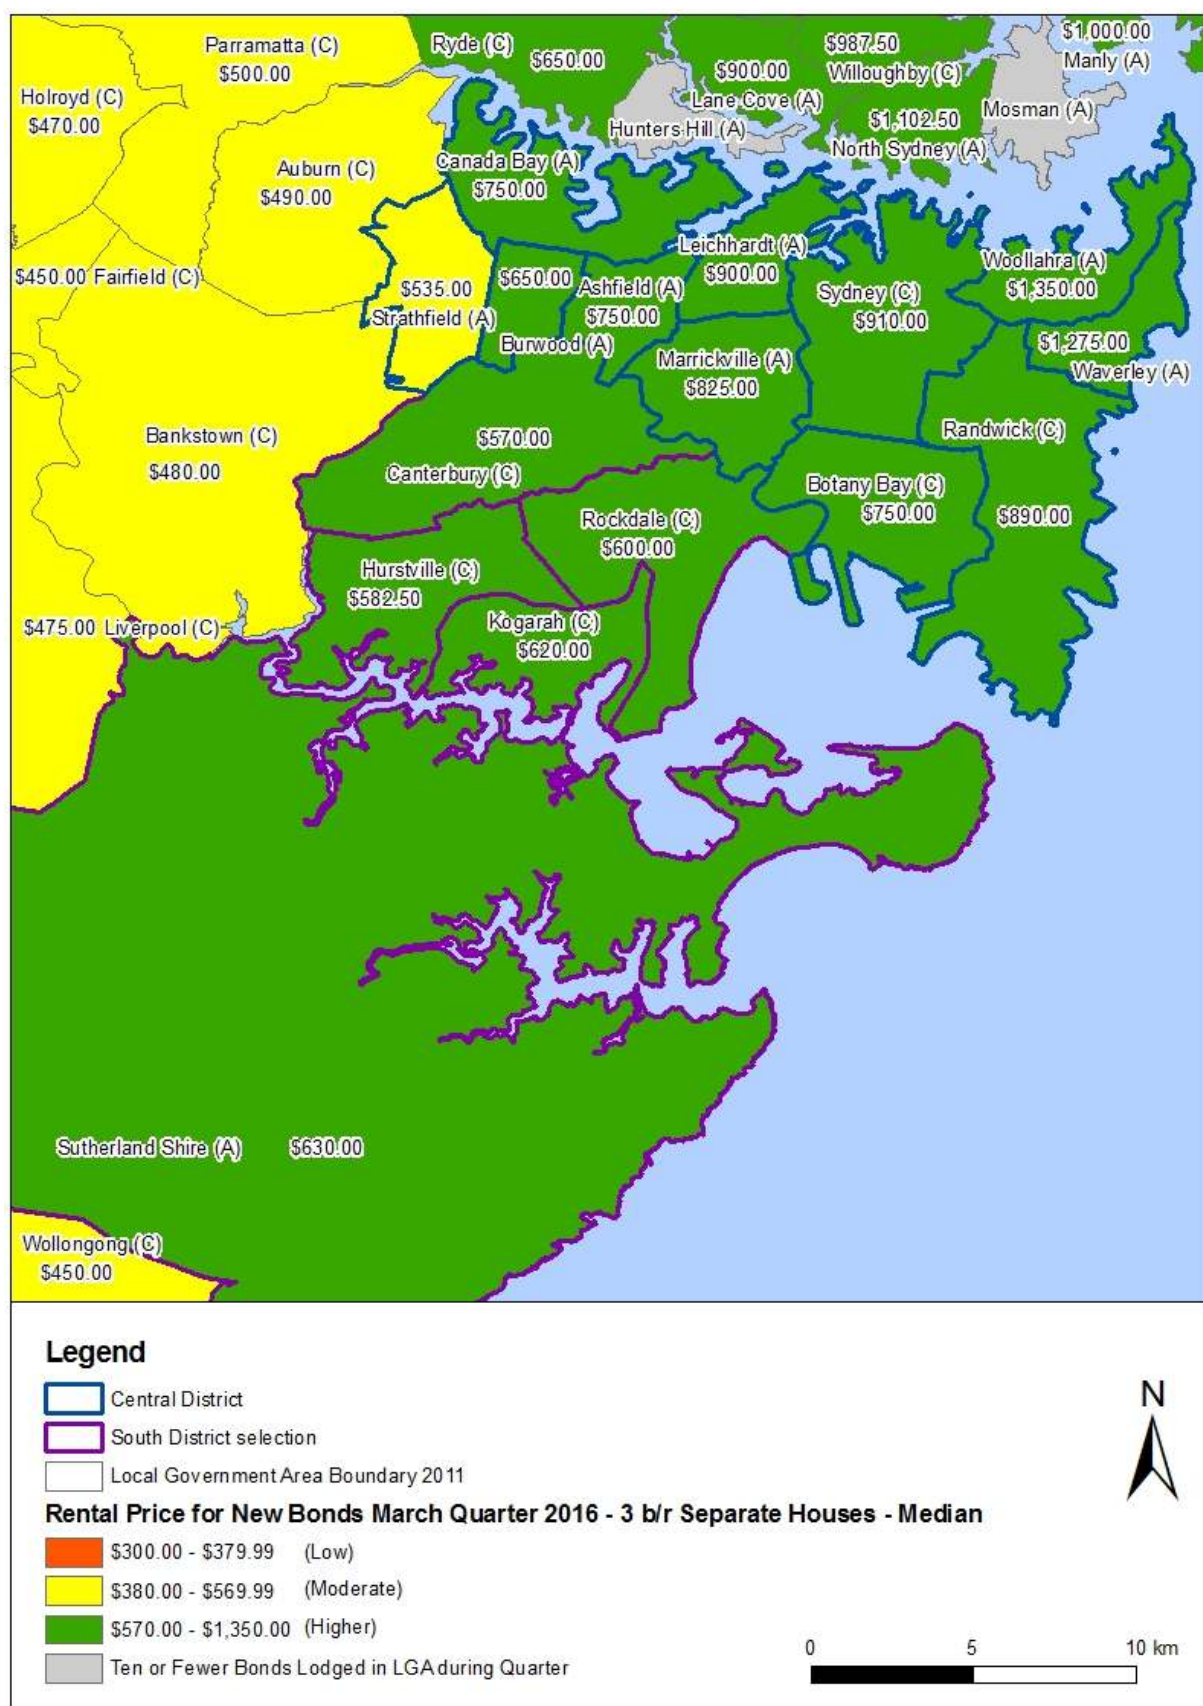 Parramatta (C)
$500.00
Ryde (C)
$650.00
$987.50
Willoughby (C)
$1,000.00
Manly (A)
Holroyd (C)
$470.00
$900.00
Lane Cove (A)
Mosman (A)
Hunters Hill (A)
$1,102.50
North Sydney (A)
Auburn (C)
$490.00
Canada Bay (A)
$750.00
Leichhardt (A)
$900.00
Woollahra (A)
$1,350.00
$450.00 Fairfield (C)
$535.00
Strathfield (A)
$650.00
Burwood (A)
Ashfield (A)
$750.00
Sydney (C)
$910.00
$1,275.00
Waverley (A)
Marrickville (A)
$825.00
Bankstown (C)
$480.00
$570.00
Canterbury (C)
Randwick (C)
$890.00
Botany Bay (C)
$750.00
Rockdale (C)
$600.00
Hurstville (C)
$582.50
Kogarah (C)
$620.00
$475.00 Liverpool (C)
Sutherland Shire (A) $630.00
Wollongong (C)
$450.00
Legend
Central District
South District selection
Local Government Area Boundary 2011
Rental Price for New Bonds March Quarter 2016 - 3 b/r Separate Houses - Median
$300.00 - $379.99 (Low)
$380.00 - $569.99 (Moderate)
$570.00 - $1,350.00 (Higher)
Ten or Fewer Bonds Lodged in LGA during Quarter
N
0 5 10 km